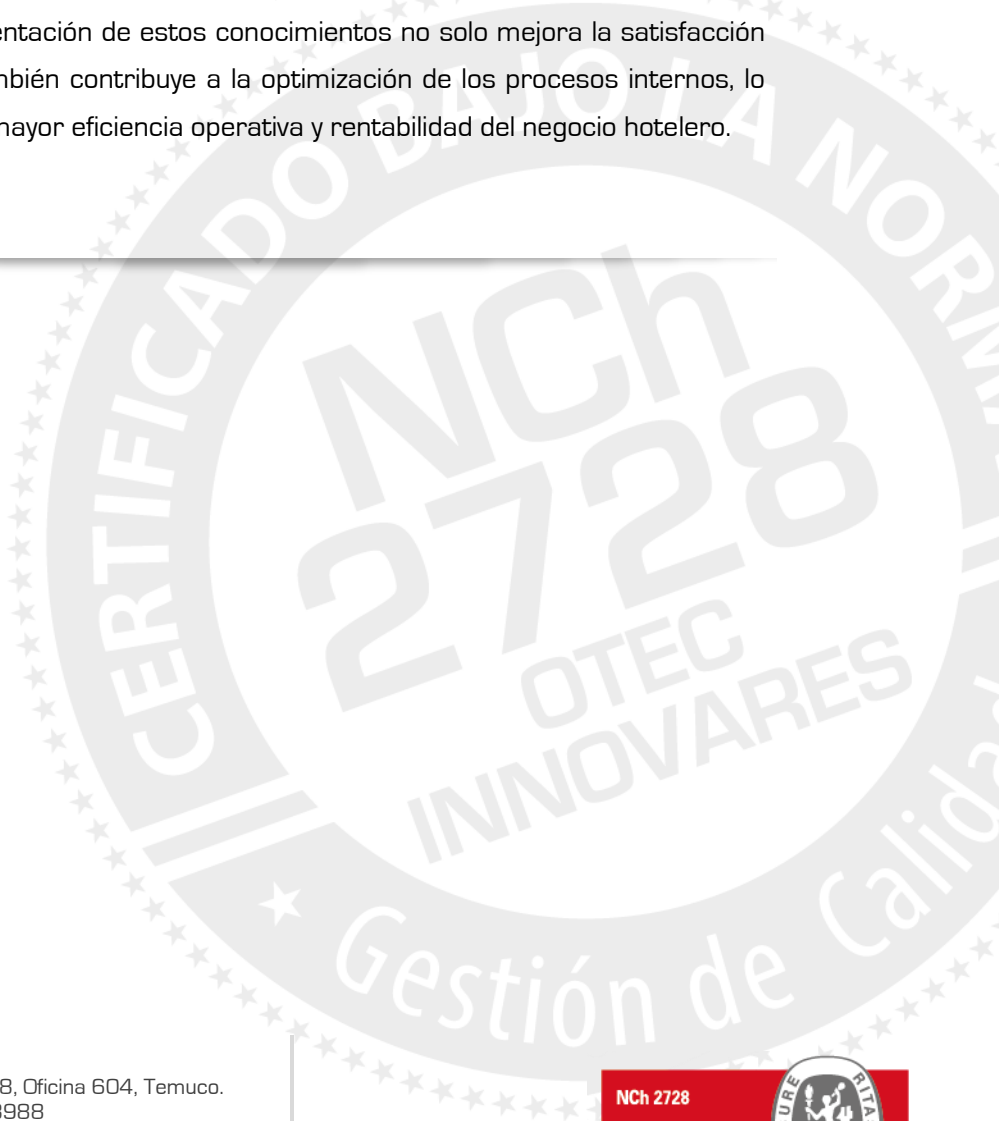 entación de estos conocimientos no solo mejora la satisfacción
mbién contribuye a la optimización de los procesos internos, lo
mayor eficiencia operativa y rentabilidad del negocio hotelero.
CERTIFICADO BAJO LA NORMA
NCh
2728
OTEC
INNOVARES
Gestión de Calidad
8, Oficina 604, Temuco.
3988
NCh 2728